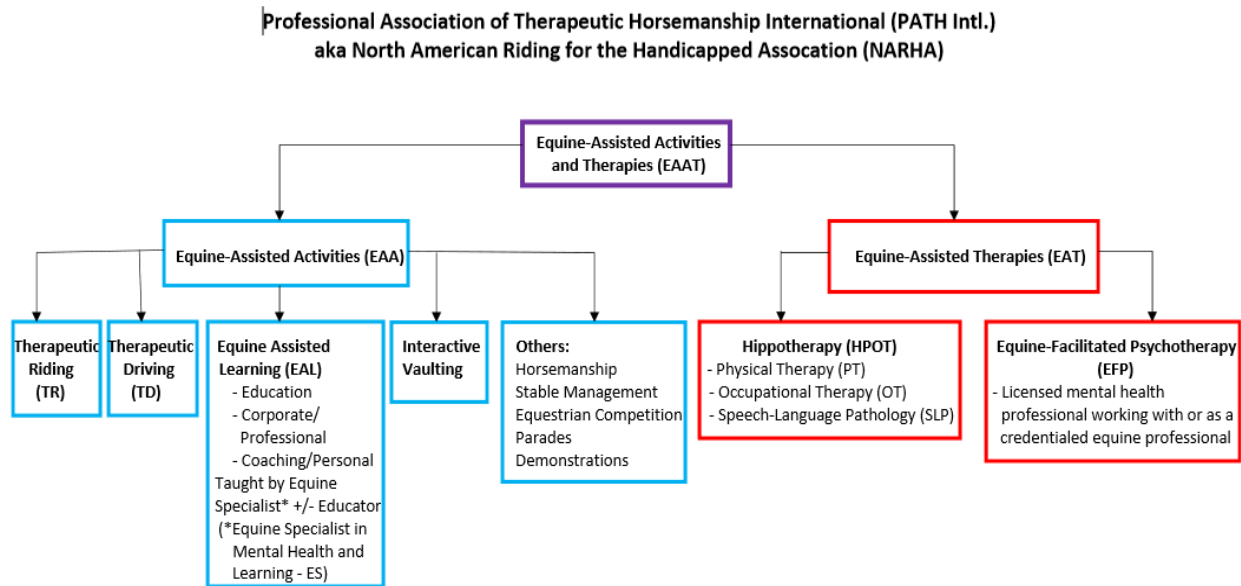 Professional Association of Therapeutic Horsemanship International (PATH Intl.)
aka North American Riding for the Handicapped Assocation (NARHA)
Equine-Assisted Activities
and Therapies (EAAT)
Equine-Assisted Activities (EAA)
Equine-Assisted Therapies (EAT)
Therapeutic
Riding
(TR)
Therapeutic
Driving
(TD)
Equine Assisted
Learning (EAL)
- Education
- Corporate/
Professional
- Coaching/Personal
Taught by Equine
Specialist* +/- Educator
(*Equine Specialist in
Mental Health and
Learning - ES)
Interactive
Vaulting
Others:
Horsemanship
Stable Management
Equestrian Competition
Parades
Demonstrations
Hippotherapy (HPOT)
- Physical Therapy (PT)
- Occupational Therapy (OT)
- Speech-Language Pathology (SLP)
Equine-Facilitated Psychotherapy
(EFP)
- Licensed mental health
professional working with or as a
credentialed equine professional